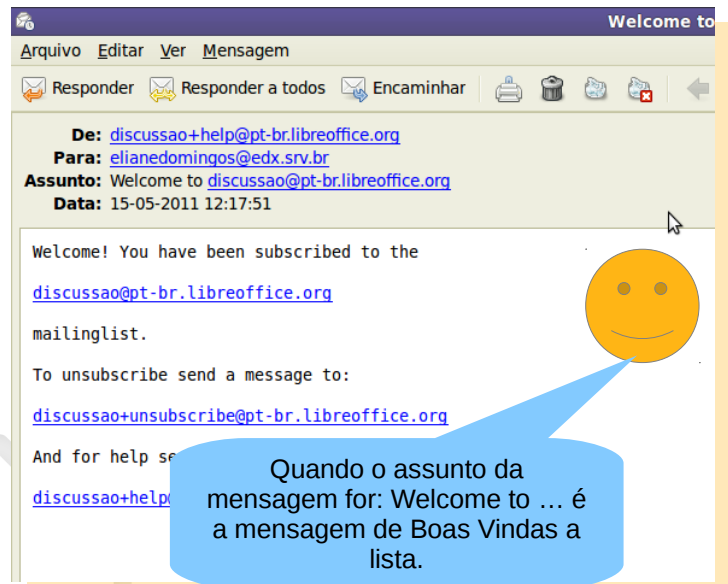 Welcome to
Arquivo Editar Ver Mensagem
Responder Responder a todos Encaminhar
De: discussao+help@pt-br.libreoffice.org
Para: elianedomingos@edx.srv.br
Assunto: Welcome to discussao@pt-br.libreoffice.org
Data: 15-05-2011 12:17:51
Welcome! You have been subscribed to the
discussao@pt-br.libreoffice.org
mailinglist.
To unsubscribe send a message to:
discussao+unsubscribe@pt-br.libreoffice.org
And for help
discussao+help
Quando o assunto da
mensagem for: Welcome to … é
a mensagem de Boas Vindas a
lista.